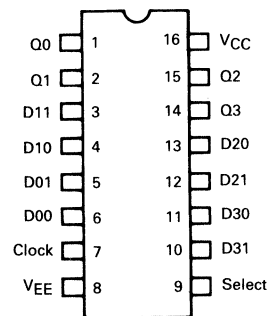 Q0 1 16 VCC
Q1 2 15 Q2
D11 3 14 Q3
D10 4 13 D20
D01 5 12 D21
D00 6 11 D30
Clock 7 10 D31
VEE 8 9 Select